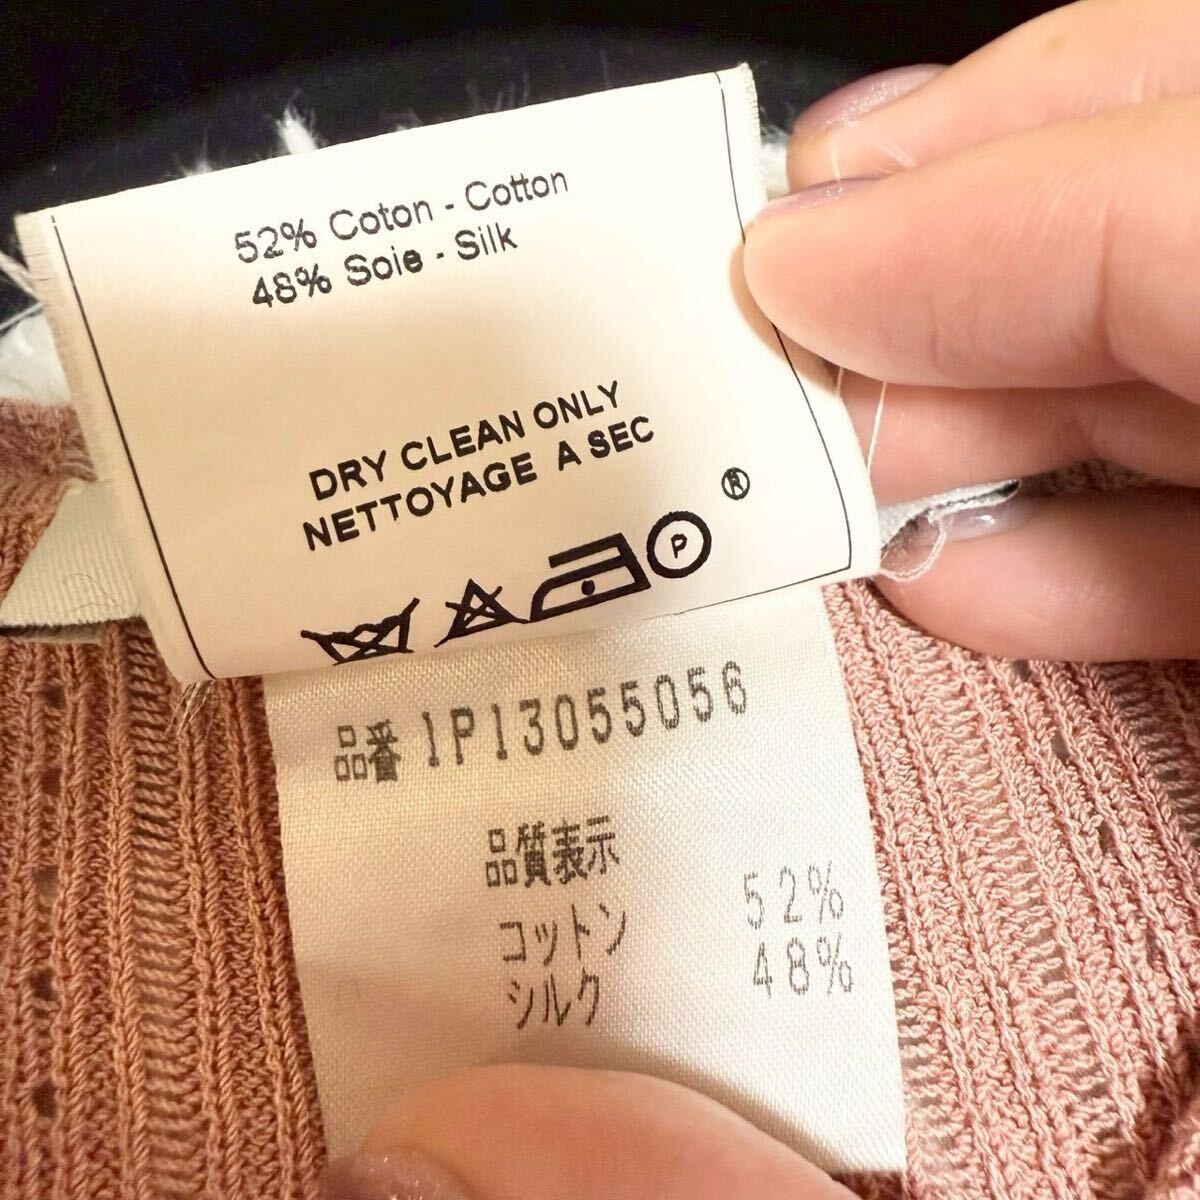 52% Coton - Cotton
48% Soie - Silk
DRY CLEAN ONLY
NETTOYAGE A SEC
®
P
品番 1P13055056
品質表示
コットン 52%
シルク 48%